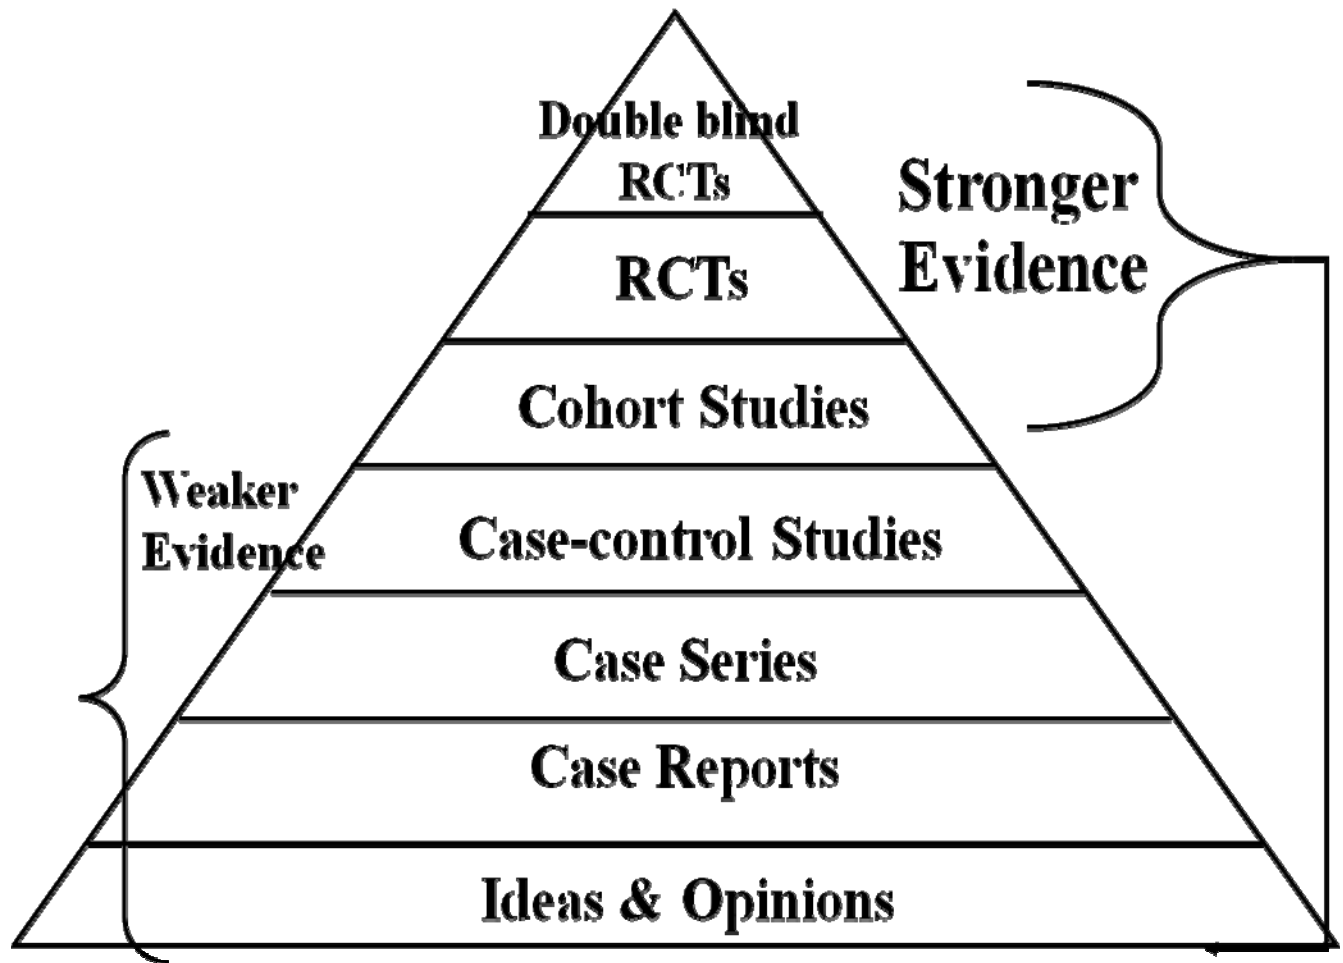 Double blind
RCTs
Stronger
Evidence
RCTs
Cohort Studies
Weaker
Evidence
Case-control Studies
Case Series
Case Reports
Ideas & Opinions